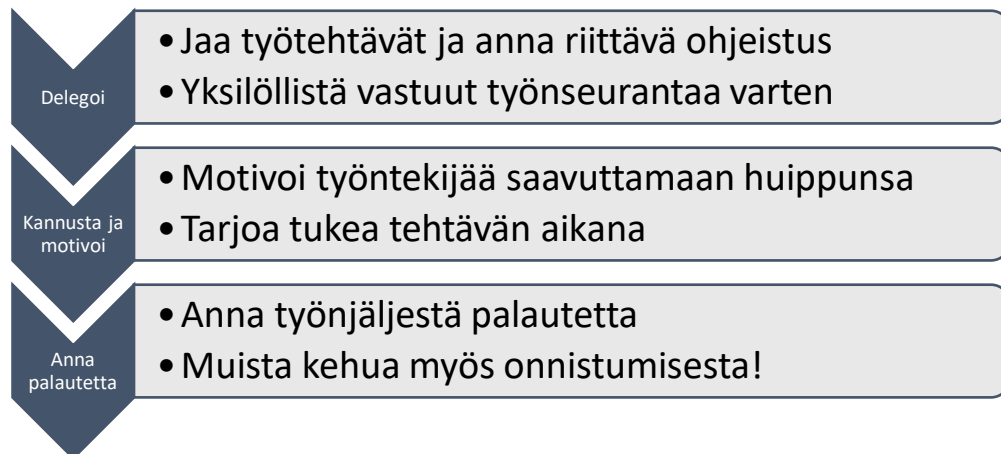 Delegoi
• Jaa työtehtävät ja anna riittävä ohjeistus
• Yksilöllistä vastuut työnseurantaa varten
Kannusta ja
motivoi
• Motivoi työntekijää saavuttamaan huippunsa
• Tarjoa tukea tehtävän aikana
Anna
palautetta
• Anna työnjäljestä palautetta
• Muista kehua myös onnistumisesta!